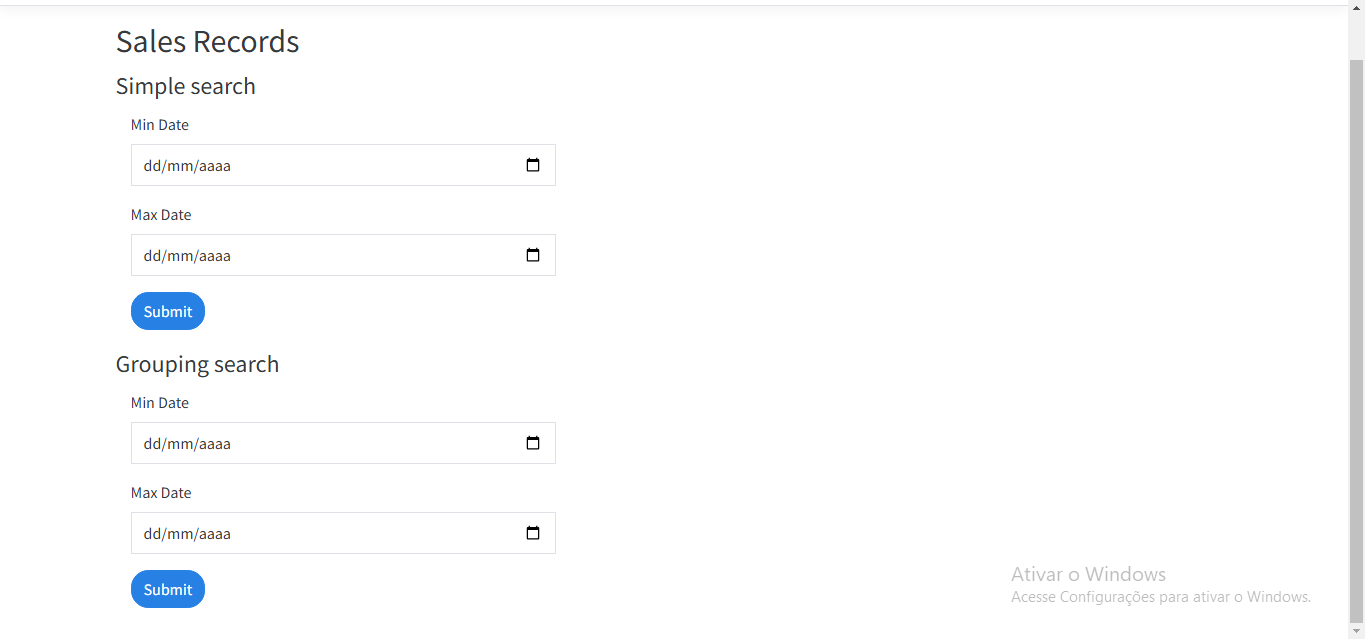 Sales Records
Simple search
Min Date
dd/mm/aaaa
Max Date
dd/mm/aaaa
Submit
Grouping search
Min Date
dd/mm/aaaa
Max Date
dd/mm/aaaa
Submit
Ativar o Windows
Acesse Configurações para ativar o Windows.